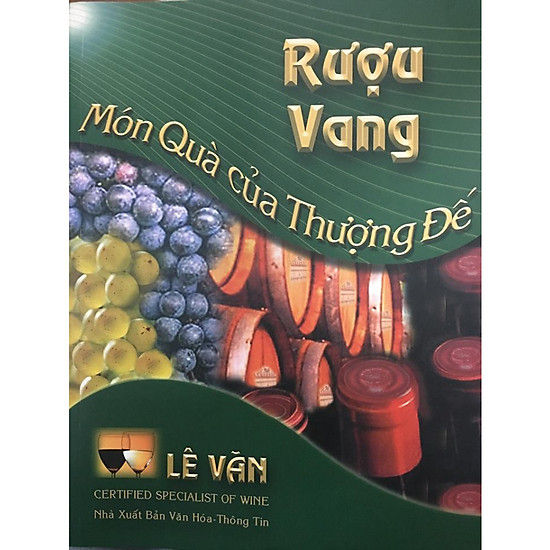 Rượu
Vang
Món Quà của Thượng Đế
LÊ VĂN
CERTIFIED SPECIALIST OF WINE
Nhà Xuất Bản Văn Hóa-Thông Tin